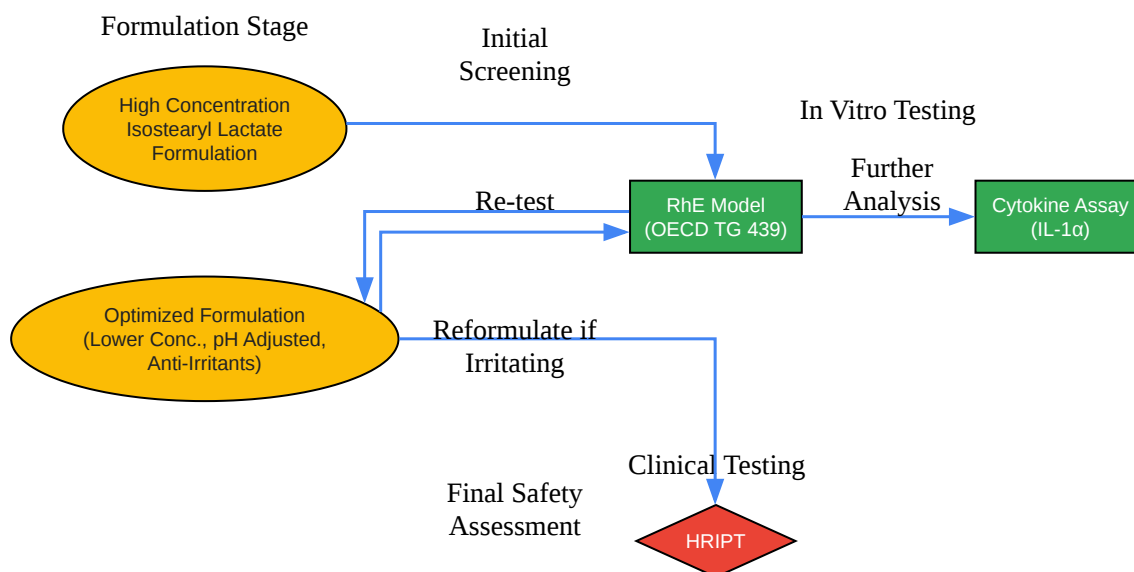 Formulation Stage
Initial
Screening
High Concentration
Isostearyl Lactate
Formulation
In Vitro Testing
Further
Analysis
Re-test
RhE Model
(OECD TG 439)
Cytokine Assay
(IL-1α)
Optimized Formulation
(Lower Conc., pH Adjusted,
Anti-Irritants)
Reformulate if
Irritating
Clinical Testing
Final Safety
Assessment
HRIPT